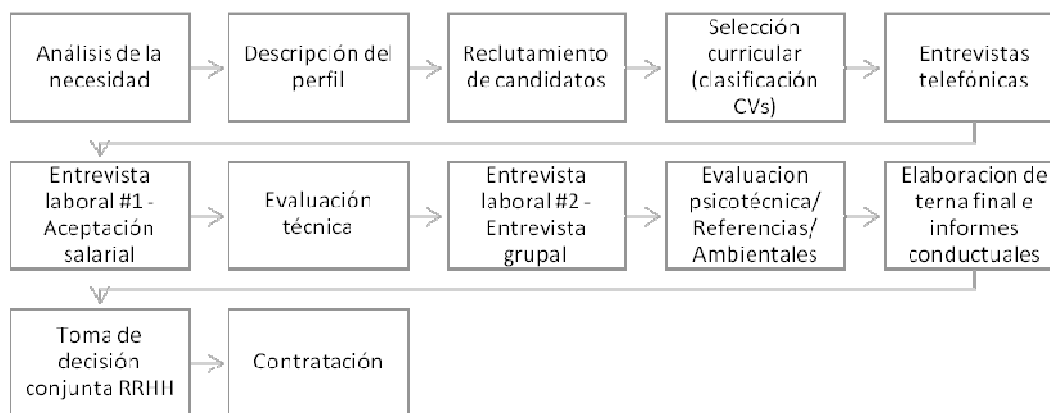 Análisis de la
necesidad
Descripción del
perfil
Reclutamiento
de candidatos
Selección
curricular
(clasificación
CVs)
Entrevistas
telefónicas
Entrevista
laboral #1 -
Aceptación
salarial
Evaluación
técnica
Entrevista
laboral #2 -
Entrevista
grupal
Evaluacion
psicotécnica/
Referencias/
Ambientales
Elaboracion de
terna final e
informes
conductuales
Toma de
decisión
conjunta RRHH
Contratación